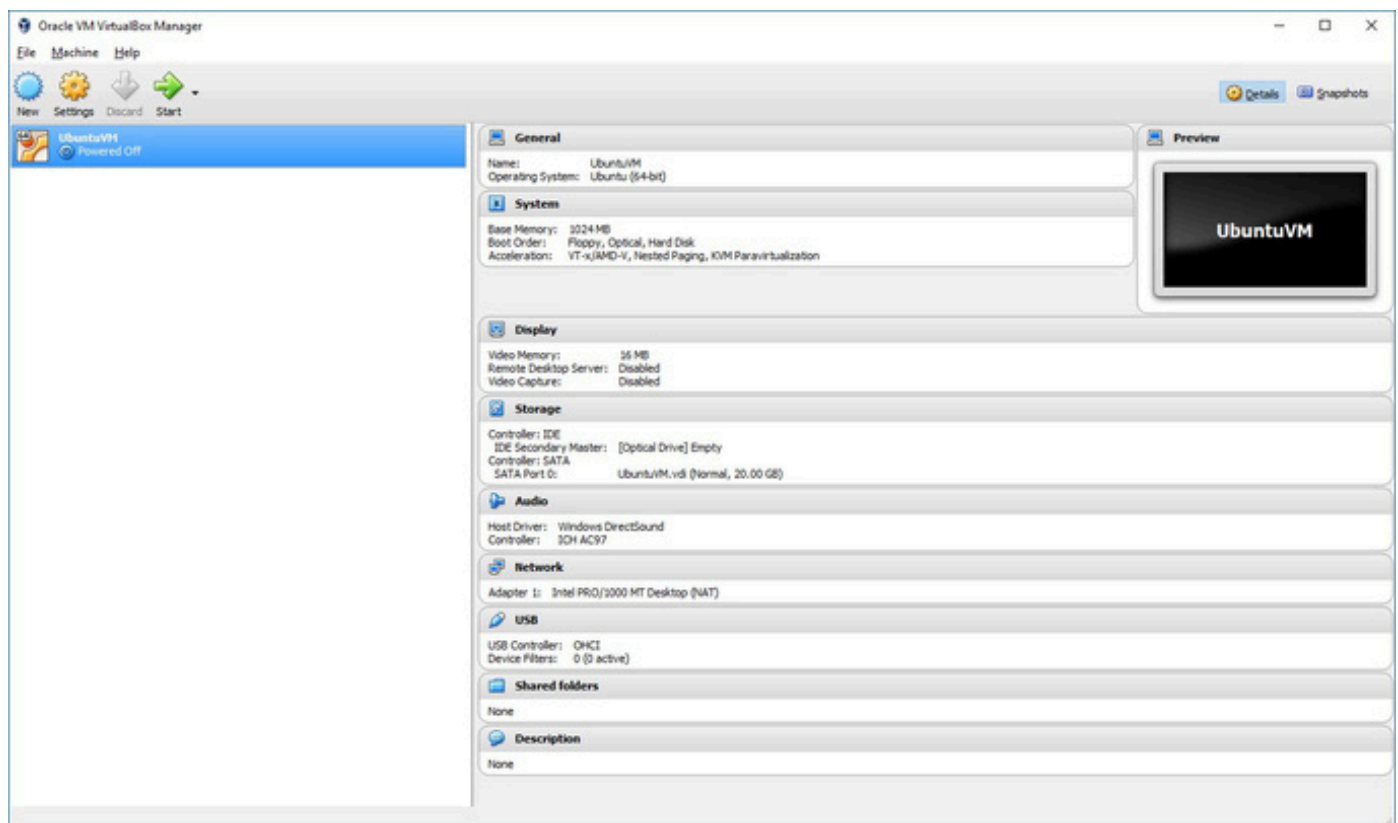 Oracle VM VirtualBox Manager
File Machine Help
New Settings Discard Start
Details Snapshots
UbuntuVM
Powered Off
General
Name: UbuntuVM
Operating System: Ubuntu (64-bit)
System
Base Memory: 1024 MB
Boot Order: Floppy, Optical, Hard Disk
Acceleration: VT-x/AMD-V, Nested Paging, KVM Paravirtualization
Preview
UbuntuVM
Display
Video Memory: 16 MB
Remote Desktop Server: Disabled
Video Capture: Disabled
Storage
Controller: IDE
IDE Secondary Master: [Optical Drive] Empty
Controller: SATA
SATA Port 0: UbuntuVM.vdi (Normal, 20.00 GB)
Audio
Host Driver: Windows DirectSound
Controller: ICH AC97
Network
Adapter 1: Intel PRO/1000 MT Desktop (NAT)
USB
USB Controller: OHCI
Device Filters: 0 (0 active)
Shared folders
None
Description
None